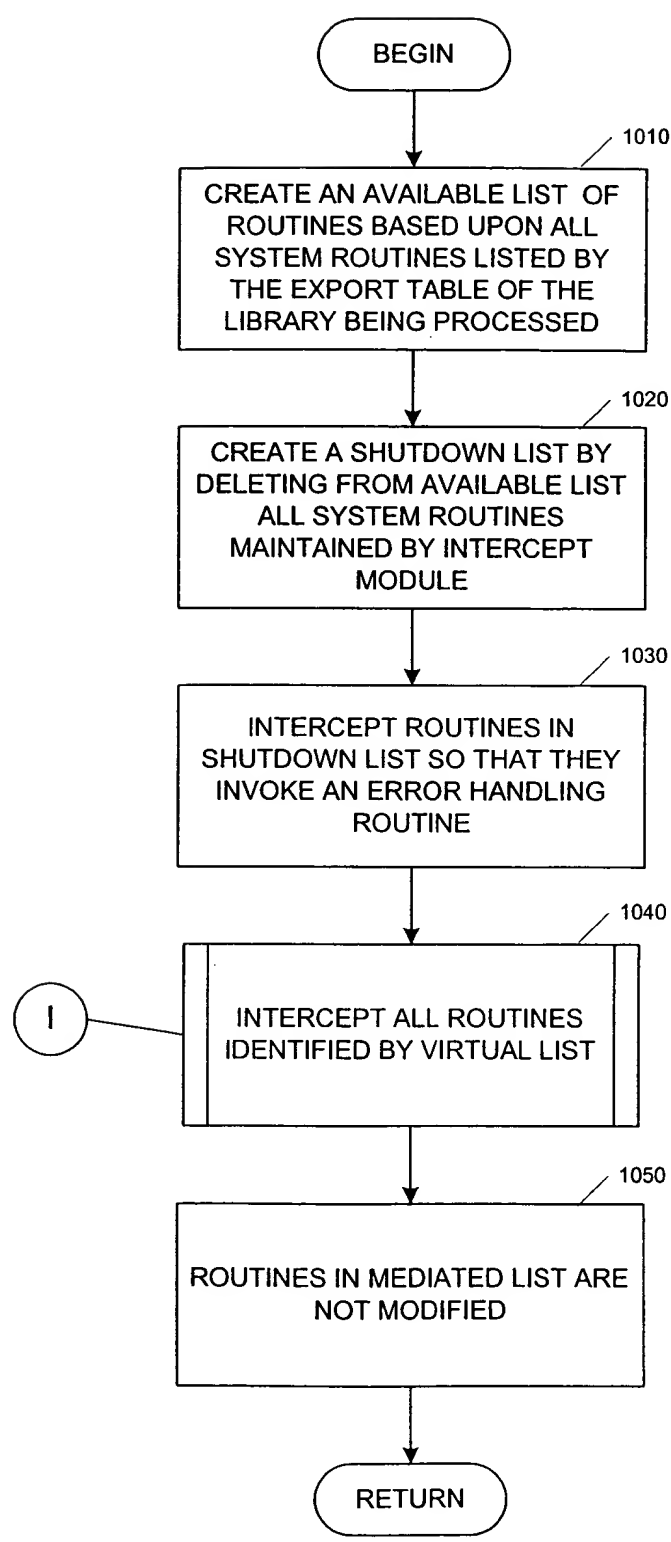 BEGIN
1010
CREATE AN AVAILABLE LIST OF
ROUTINES BASED UPON ALL
SYSTEM ROUTINES LISTED BY
THE EXPORT TABLE OF THE
LIBRARY BEING PROCESSED
1020
CREATE A SHUTDOWN LIST BY
DELETING FROM AVAILABLE LIST
ALL SYSTEM ROUTINES
MAINTAINED BY INTERCEPT
MODULE
1030
INTERCEPT ROUTINES IN
SHUTDOWN LIST SO THAT THEY
INVOKE AN ERROR HANDLING
ROUTINE
1040
I
INTERCEPT ALL ROUTINES
IDENTIFIED BY VIRTUAL LIST
1050
ROUTINES IN MEDIATED LIST ARE
NOT MODIFIED
RETURN